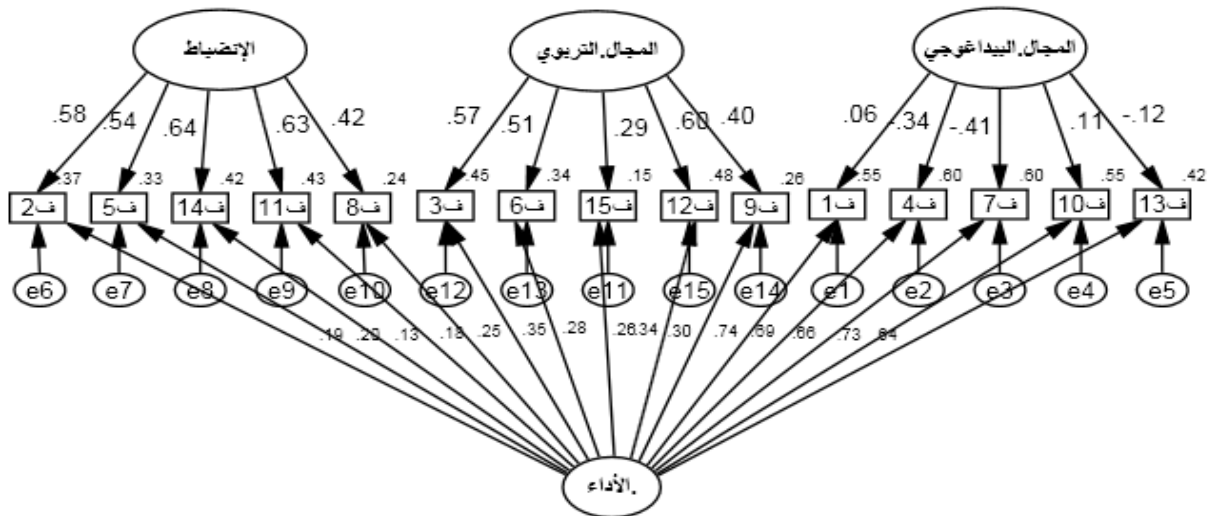 الإنضباط المجال.التربوي المجال.البيداغوجي
.58 .54 .64 .63 .42 .57 .51 .29 .60 .40 .06 -.34 -.41 .11 -.12
.37 .33 .42 .43 .24 .45 .34 .15 .48 .26 .55 .60 .60 .55 .42
ف2 ف5 ف14 ف11 ف8 ف3 ف6 ف15 ف12 ف9 ف1 ف4 ف7 ف10 ف13
e6 e7 e8 e9 e10 e12 e13 e11 e15 e14 e1 e2 e3 e4 e5
.19 .13 .18 .25 .35 .28 .26 .34 .30 .74 .69 .66 .73
.الأداء